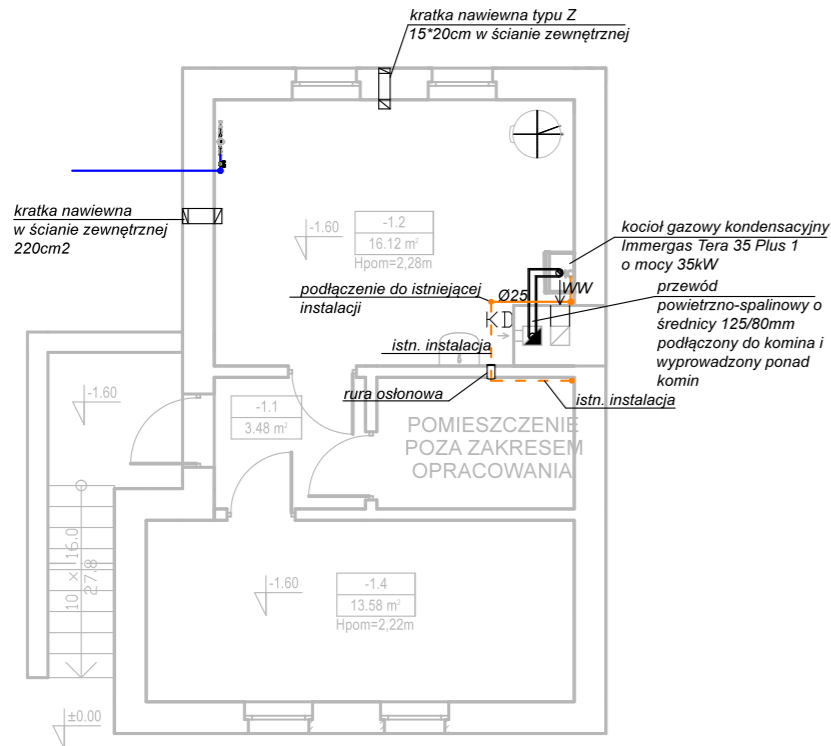 kratka nawiewna typu Z
15*20cm w ścianie zewnętrznej
kratka nawiewna
w ścianie zewnętrznej
220cm2
-1.60
-1.2
16.12 m²
Hpom=2,28m
kocioł gazowy kondensacyjny
Immergas Tera 35 Plus 1
o mocy 35kW
podłączenie do istniejącej
instalacji
Ø25
WW
KD
przewód
powietrzno-spalinowy o
średnicy 125/80mm
podłączony do komina i
wyprowadzony ponad
komin
istn. instalacja
rura osłonowa
istn. instalacja
-1.60
-1.1
3.48 m²
POMIESZCZENIE
POZA ZAKRESEM
OPRACOWANIA
10 x 16.0
27.8
-1.60
-1.4
13.58 m²
Hpom=2,22m
±0.00